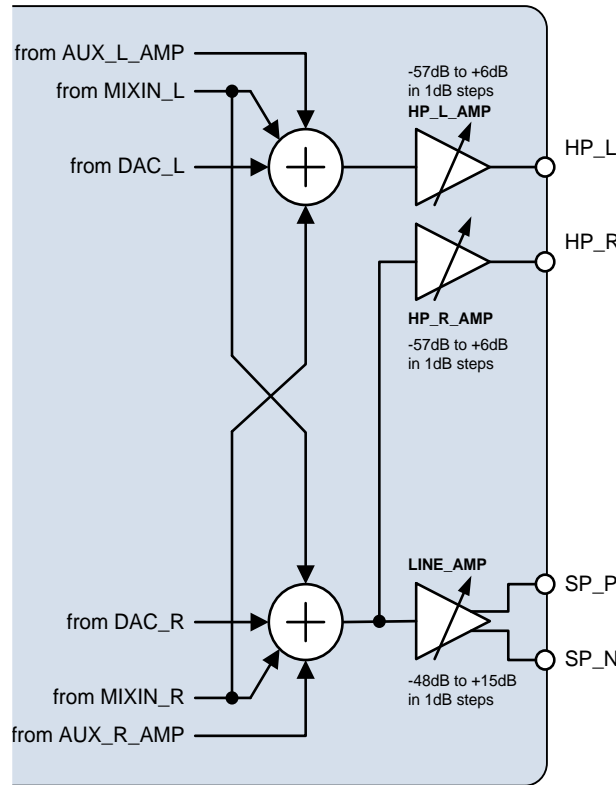 from AUX_L_AMP
from MIXIN_L
from DAC_L
-57dB to +6dB
in 1dB steps
HP_L_AMP
HP_L
HP_R
HP_R_AMP
-57dB to +6dB
in 1dB steps
LINE_AMP
SP_P
SP_N
-48dB to +15dB
in 1dB steps
from DAC_R
from MIXIN_R
from AUX_R_AMP